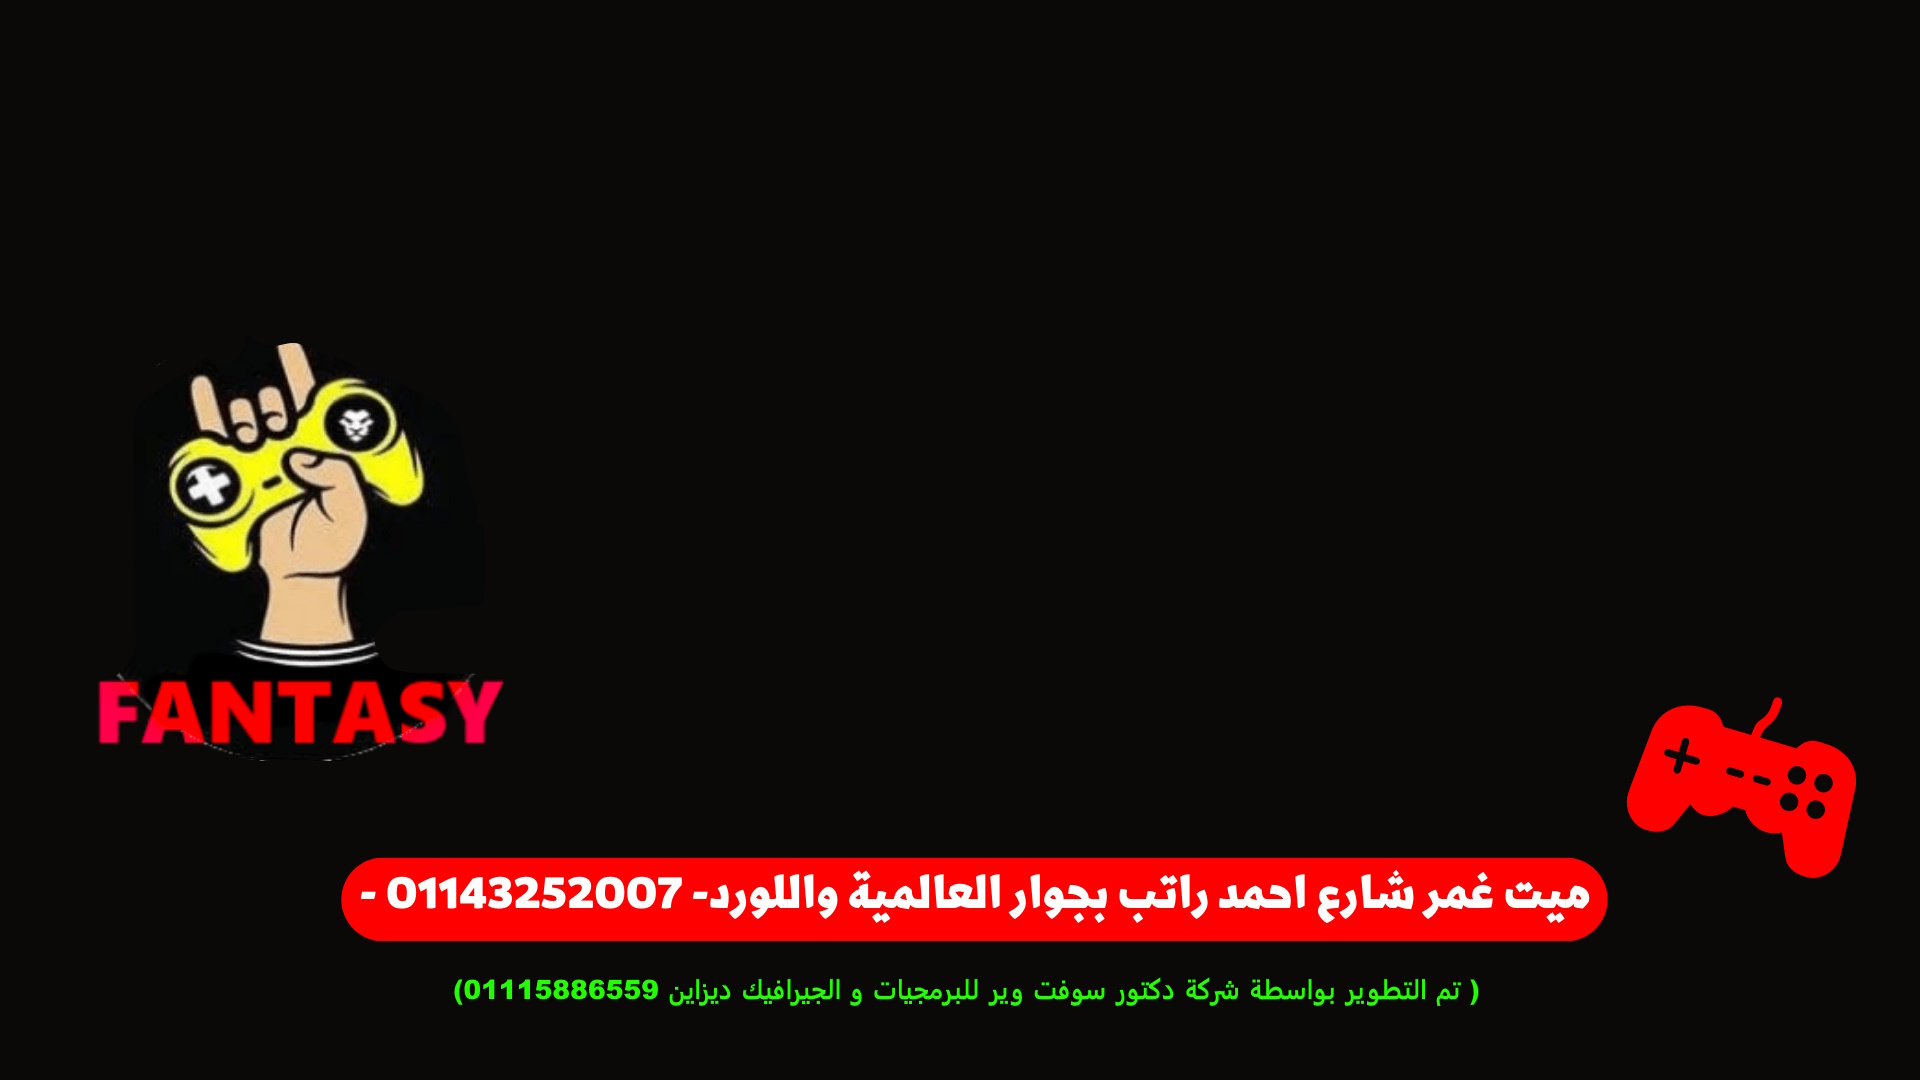 FANTASY
ميت غمر شارع احمد راتب بجوار العالمية واللورد- 01143252007 -
( تم التطوير بواسطة شركة دكتور سوفت وير للبرمجيات و الجيرافيك ديزاين 01115886559)